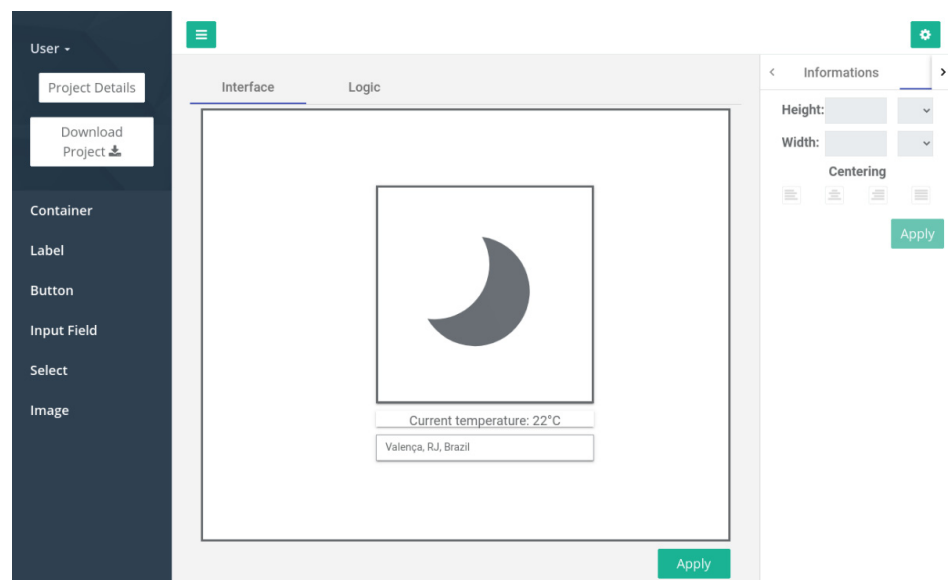 User
Project Details
Download
Project
Container
Label
Button
Input Field
Select
Image
Interface
Logic
Current temperature: 22°C
Valença, RJ, Brazil
Apply
Informations
Height:
Width:
Centering
Apply